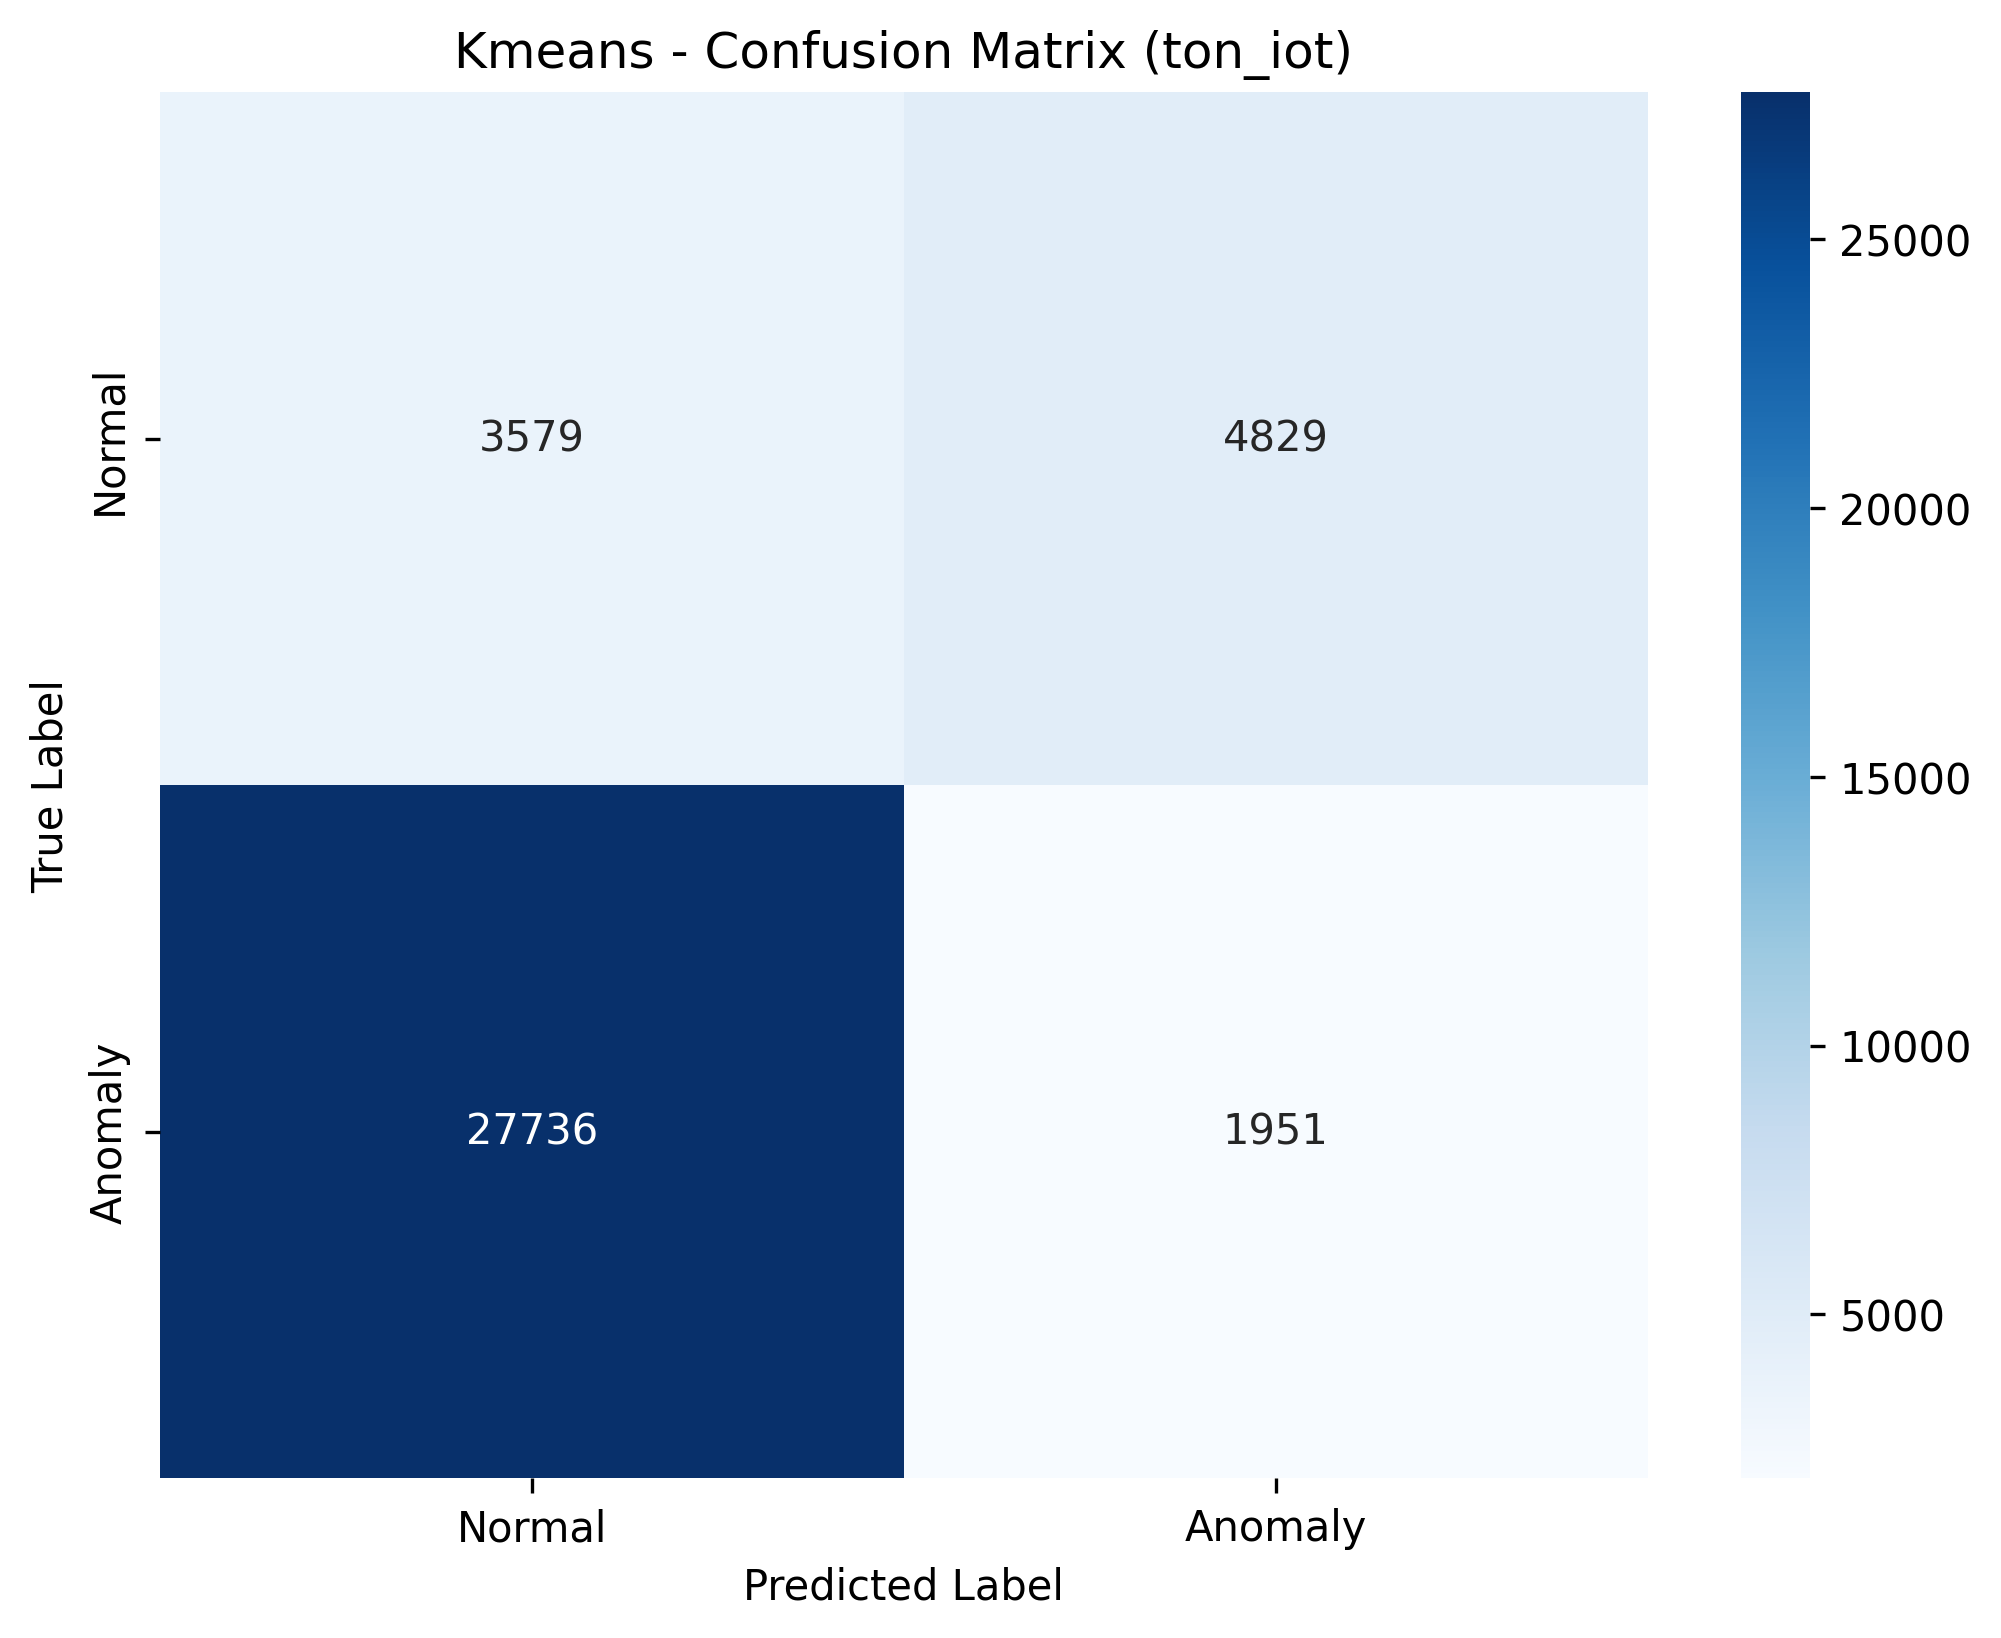 Kmeans - Confusion Matrix (ton_iot)
True Label
Normal
Anomaly
3579
4829
27736
1951
Normal
Anomaly
Predicted Label
25000
20000
15000
10000
5000